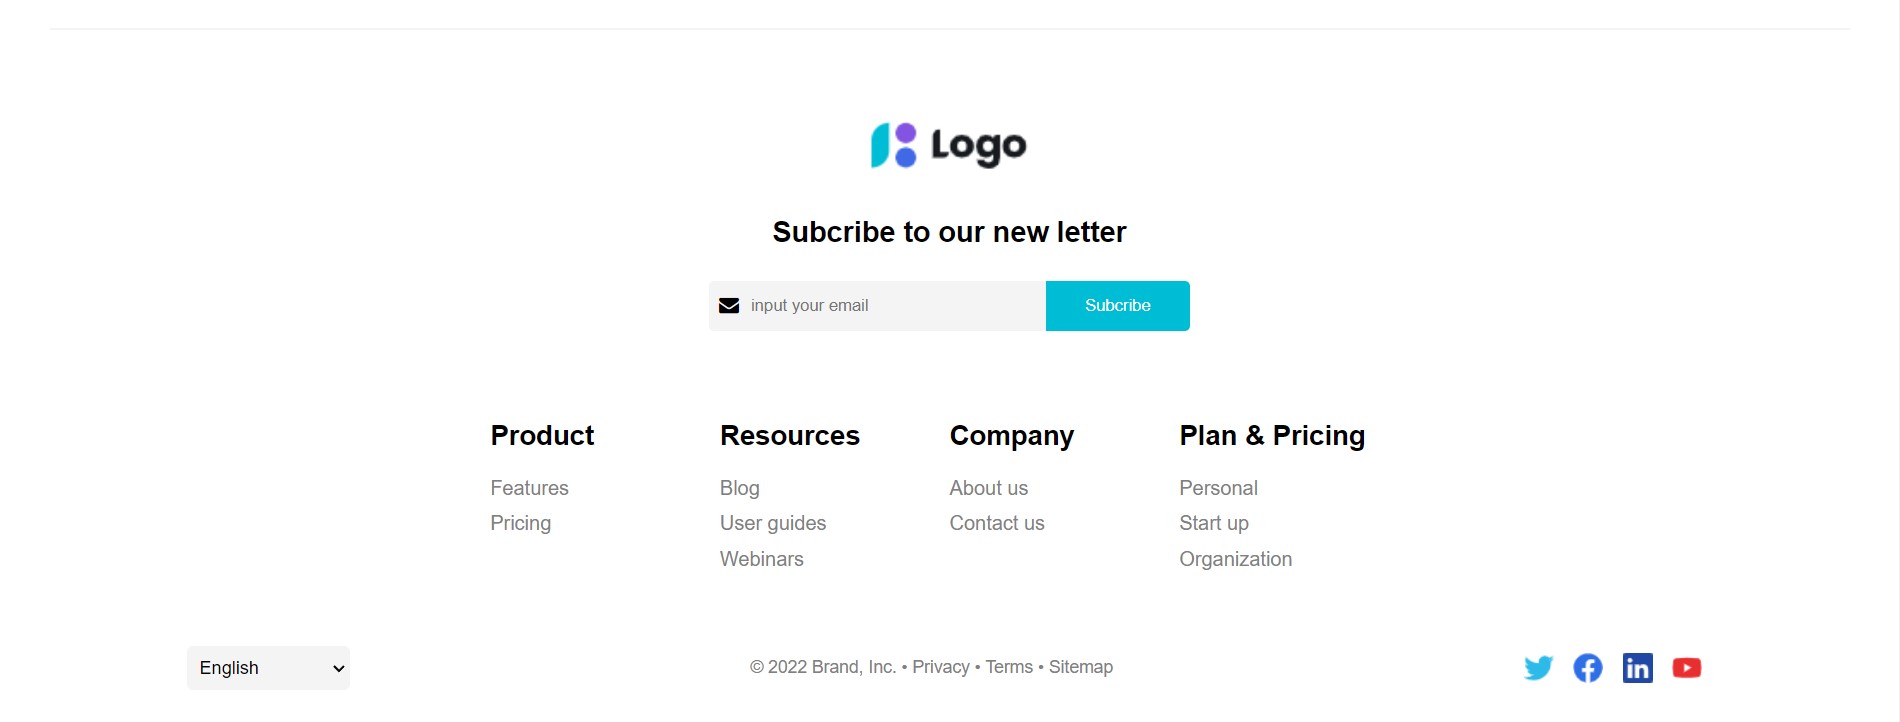 Logo
Subcribe to our new letter
input your email
Subcribe
Product
Features
Pricing
Resources
Blog
User guides
Webinars
Company
About us
Contact us
Plan & Pricing
Personal
Start up
Organization
English
© 2022 Brand, Inc. • Privacy • Terms • Sitemap
in